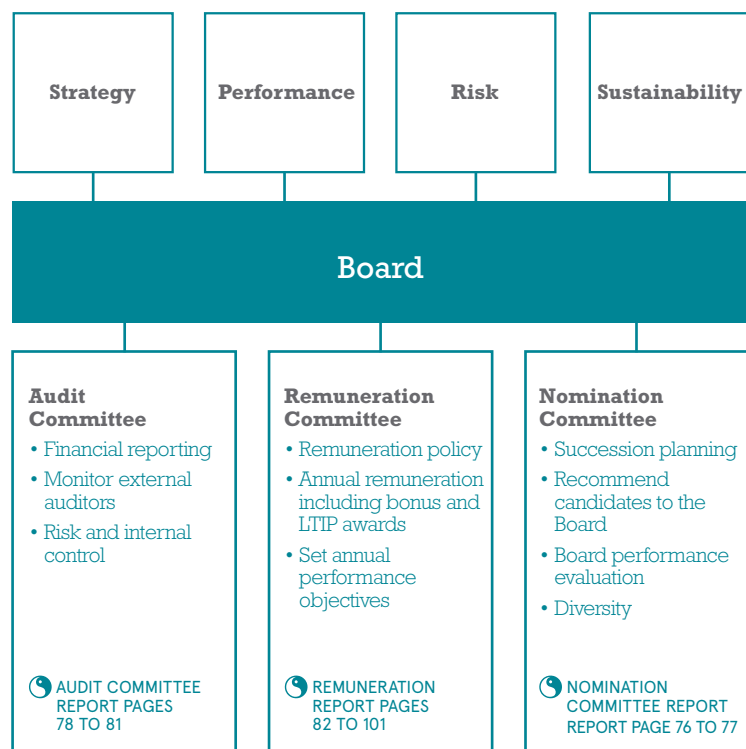 Strategy
Performance
Risk
Sustainability
Board
Audit
Committee
• Financial reporting
• Monitor external
auditors
• Risk and internal
control
AUDIT COMMITTEE
REPORT PAGES
78 TO 81
Remuneration
Committee
• Remuneration policy
• Annual remuneration
including bonus and
LTIP awards
• Set annual
performance
objectives
REMUNERATION
REPORT PAGES
82 TO 101
Nomination
Committee
• Succession planning
• Recommend
candidates to the
Board
• Board performance
evaluation
• Diversity
NOMINATION
COMMITTEE REPORT
REPORT PAGE 76 TO 77